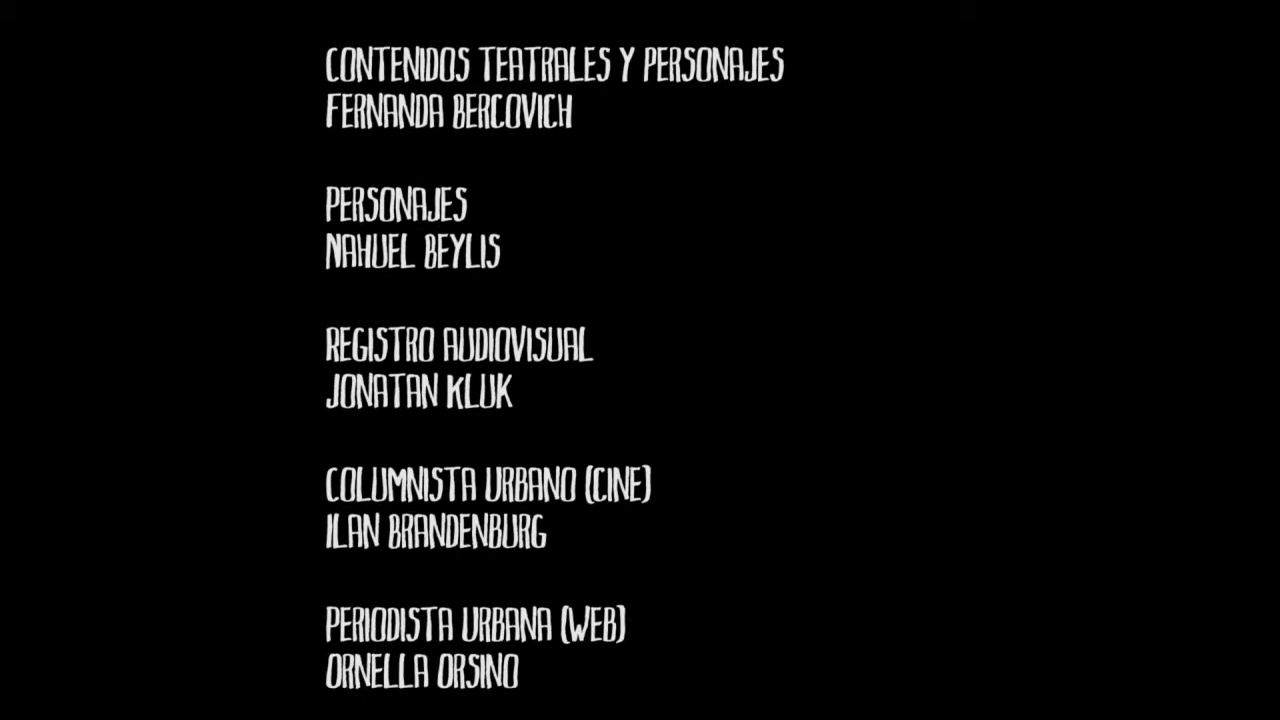 CONTENIDOS TEATRALES Y PERSONAJES
FERNANDA BERCOVICH
PERSONAJES
NAHUEL BEYLIS
REGISTRO AUDIOVISUAL
JONATAN KLUK
COLUMNISTA URBANO (CINE)
ILAN BRANDENBURG
PERIODISTA URBANA (WEB)
ORNELLA ORSINO